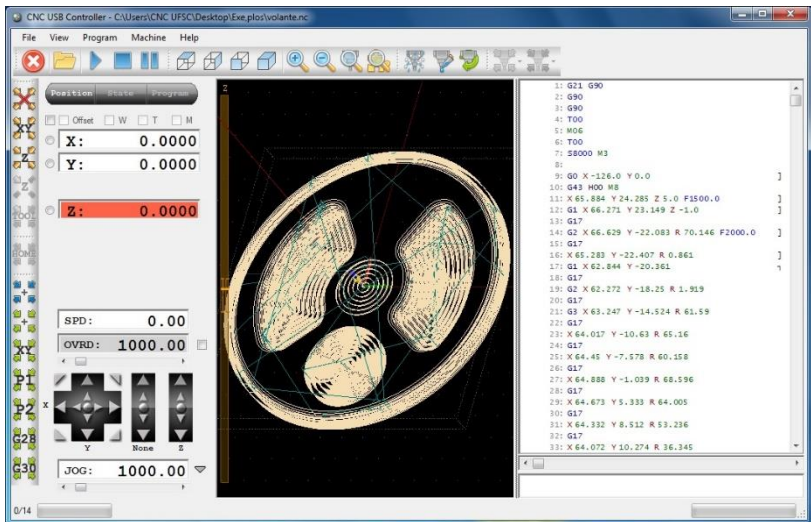 CNC USB Controller - C:\Users\CNC UFSC\Desktop\Exe,plos\volante.nc
File View Program Machine Help
Position State Program
Offset W T M
XY
X: 0.0000
Y: 0.0000
Z
Z: 0.0000
Z
TOOL
HOME
SPD: 0.00
OVRD: 1000.00
XY
P1
P2
X
Y None Z
G28
G30
JOG: 1000.00
0/14
Z
1: G21 G90
2: G90
3: G90
4: T00
5: M06
6: T00
7: S8000 M3
8:
9: G0 X -126.0 Y 0.0
10: G43 H00 M8
11: X 65.884 Y 24.285 Z 5.0 F1500.0
12: G1 X 66.271 Y 23.149 Z -1.0
13: G17
14: G2 X 66.629 Y -22.083 R 70.146 F2000.0
15: G17
16: X 65.283 Y -22.407 R 0.861
17: G1 X 62.844 Y -20.361
18: G17
19: G2 X 62.272 Y -18.25 R 1.919
20: G17
21: G3 X 63.247 Y -14.524 R 61.59
22: G17
23: X 64.017 Y -10.63 R 65.16
24: G17
25: X 64.45 Y -7.578 R 60.158
26: G17
27: X 64.888 Y -1.039 R 68.596
28: G17
29: X 64.673 Y 5.333 R 64.005
30: G17
31: X 64.332 Y 8.512 R 53.236
32: G17
33: X 64.072 Y 10.274 R 36.345